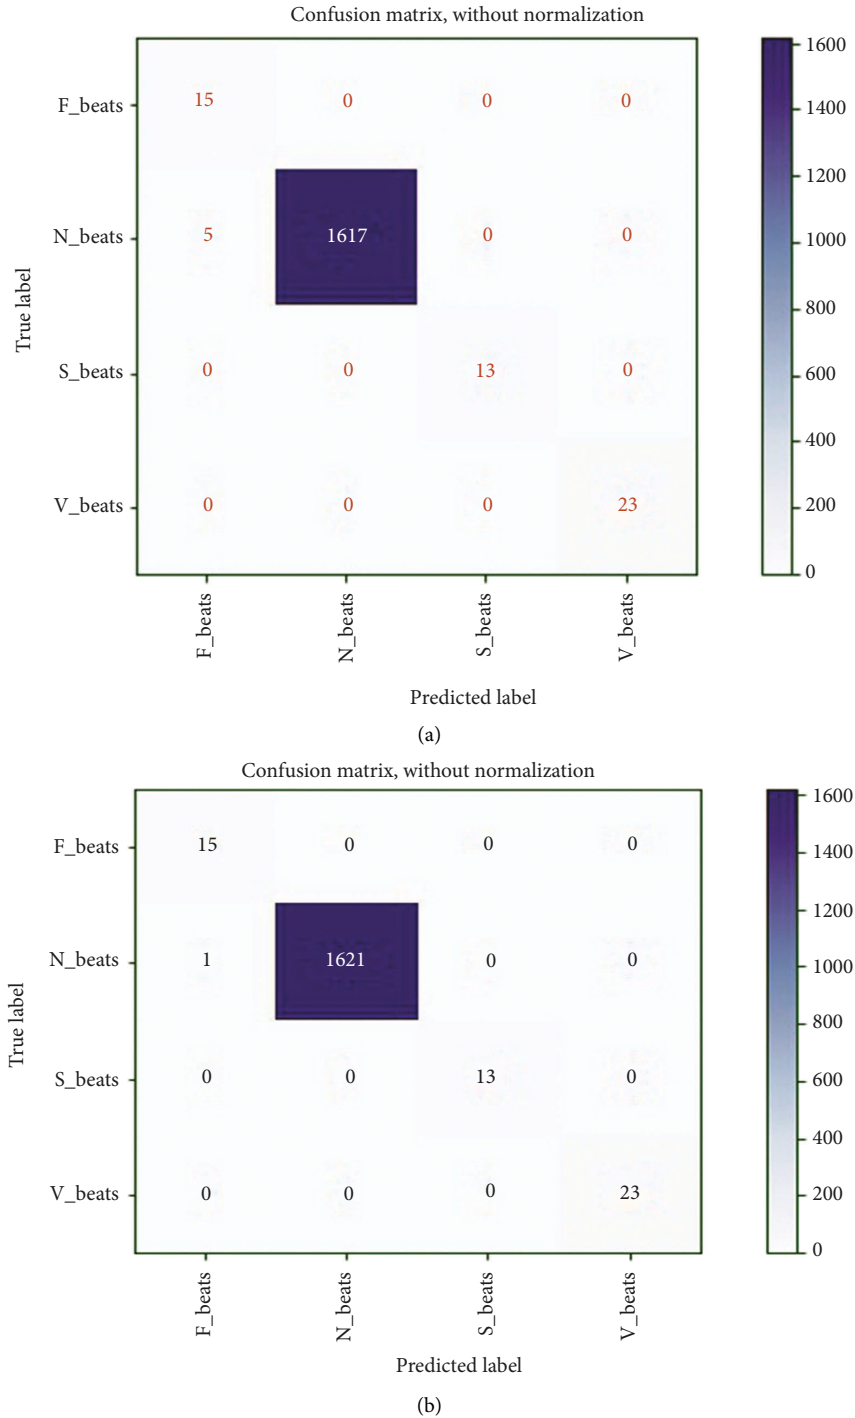 Confusion matrix, without normalization
F_beats 15 0 0 0
N_beats 5 1617 0 0
S_beats 0 0 13 0
V_beats 0 0 0 23
True label
F_beats
N_beats
S_beats
V_beats
Predicted label
1600
1400
1200
1000
800
600
400
200
0
(a)
Confusion matrix, without normalization
F_beats 15 0 0 0
N_beats 1 1621 0 0
S_beats 0 0 13 0
V_beats 0 0 0 23
True label
F_beats
N_beats
S_beats
V_beats
Predicted label
1600
1400
1200
1000
800
600
400
200
0
(b)